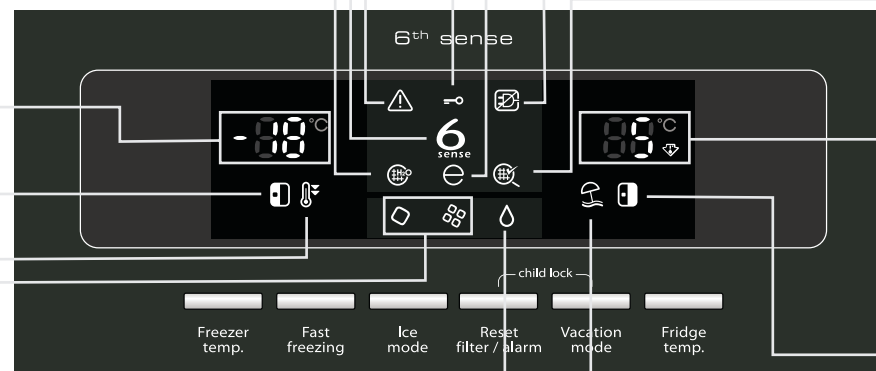 6th sense
-18 °C
5 °C
6
sense
child lock
Freezer
temp.
Fast
freezing
Ice
mode
Reset
filter / alarm
Vacation
mode
Fridge
temp.